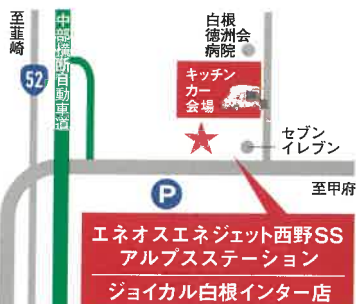 至韮崎
52
中部横断自動車道
白根
徳洲会
病院
キッチン
カー
会場
セブン
イレブン
至甲府
P
エネオスエネジェット西野SS
アルプスステーション
ジョイカル白根インター店